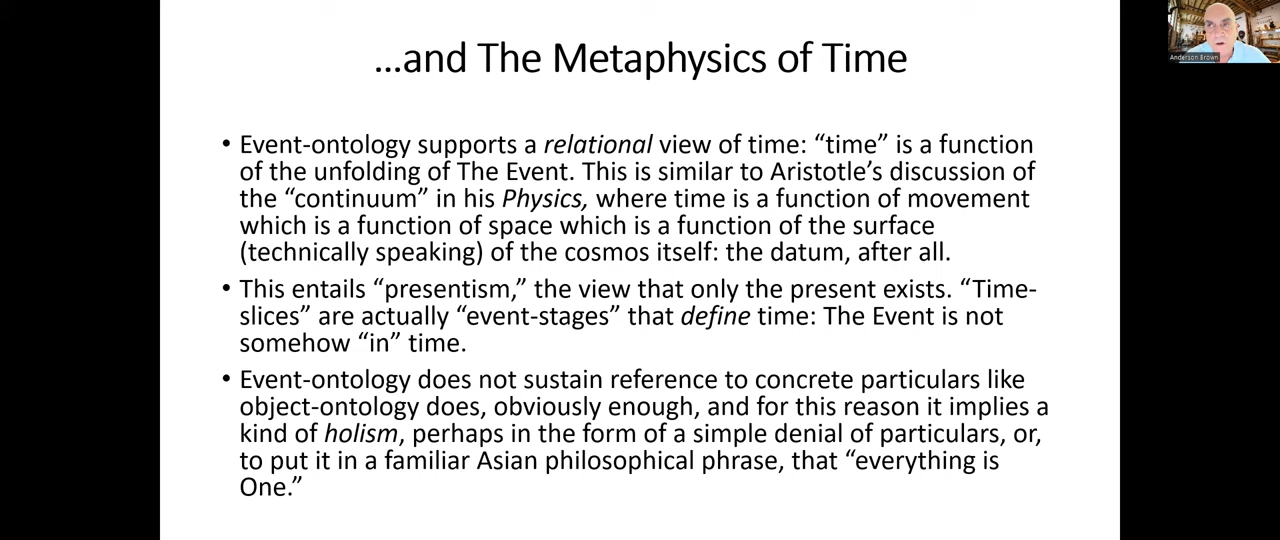 …and The Metaphysics of Time
Anderson Brown
• Event-ontology supports a relational view of time: “time” is a function
of the unfolding of The Event. This is similar to Aristotle’s discussion of
the “continuum” in his Physics, where time is a function of movement
which is a function of space which is a function of the surface
(technically speaking) of the cosmos itself: the datum, after all.
• This entails “presentism,” the view that only the present exists. “Time-
slices” are actually “event-stages” that define time: The Event is not
somehow “in” time.
• Event-ontology does not sustain reference to concrete particulars like
object-ontology does, obviously enough, and for this reason it implies a
kind of holism, perhaps in the form of a simple denial of particulars, or,
to put it in a familiar Asian philosophical phrase, that “everything is
One.”